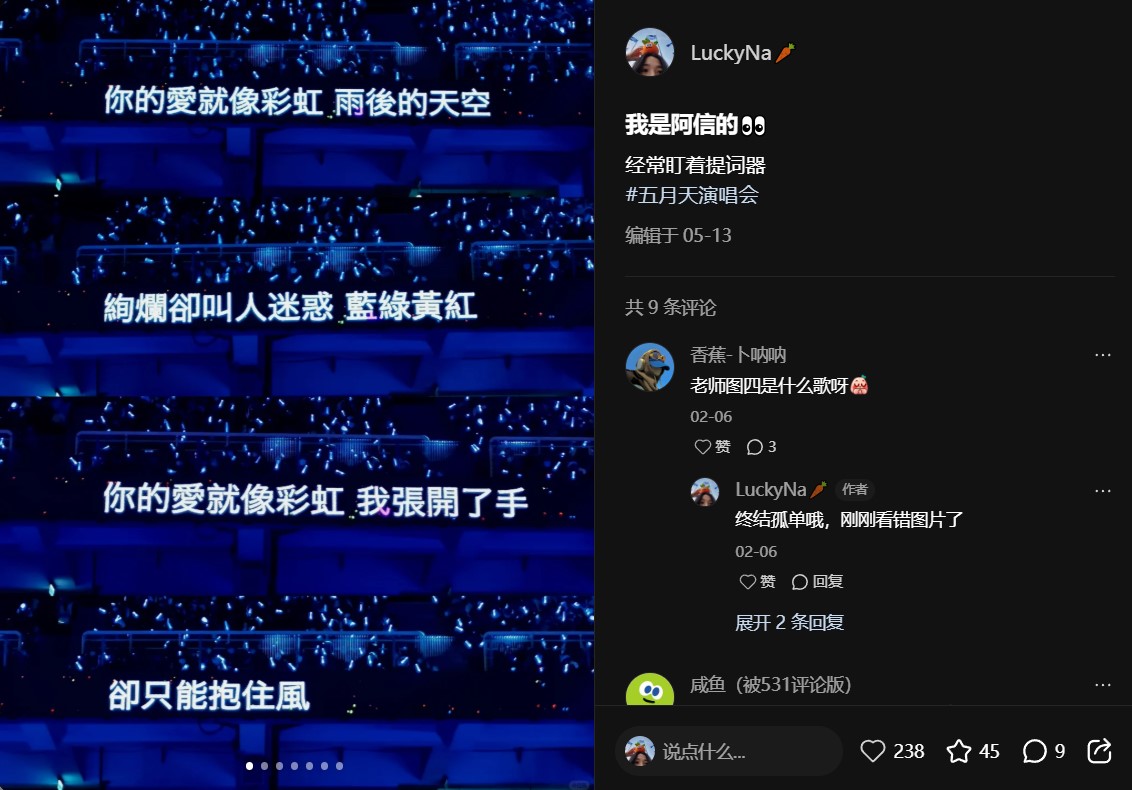 你的愛就像彩虹 雨後的天空
絢爛卻叫人迷惑 藍綠黃紅
你的愛就像彩虹 我張開了手
卻只能抱住風
LuckyNa🥕
我是阿信的👀
经常盯着提词器
#五月天演唱会
编辑于 05-13
共 9 条评论
香蕉-卜呐呐
老师图四是什么歌呀
02-06
赞 3
LuckyNa🥕 作者
终结孤单哦，刚刚看错图片了
02-06
赞 回复
展开 2 条回复
咸鱼（被531评论版）
说点什么... 238 45 9